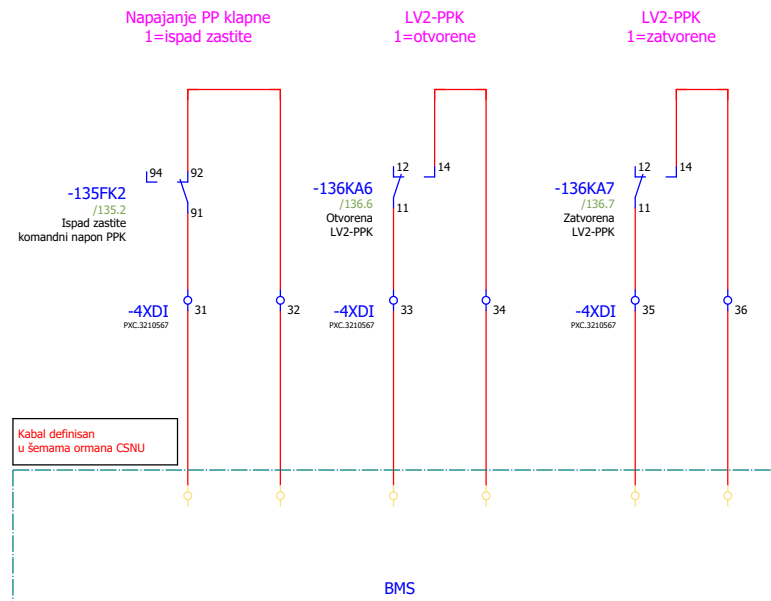 Napajanje PP klapne
1=ispad zastite
LV2-PPK
1=otvorene
LV2-PPK
1=zatvorene
94
92
-135FK2
/135.2
Ispad zastite
komandni napon PPK
91
12
14
-136KA6
/136.6
Otvorena
LV2-PPK
11
12
14
-136KA7
/136.7
Zatvorena
LV2-PPK
11
-4XDI
PXC.3210567
31
32
-4XDI
PXC.3210567
33
34
-4XDI
PXC.3210567
35
36
Kabal definisan
u šemama ormana CSNU
BMS